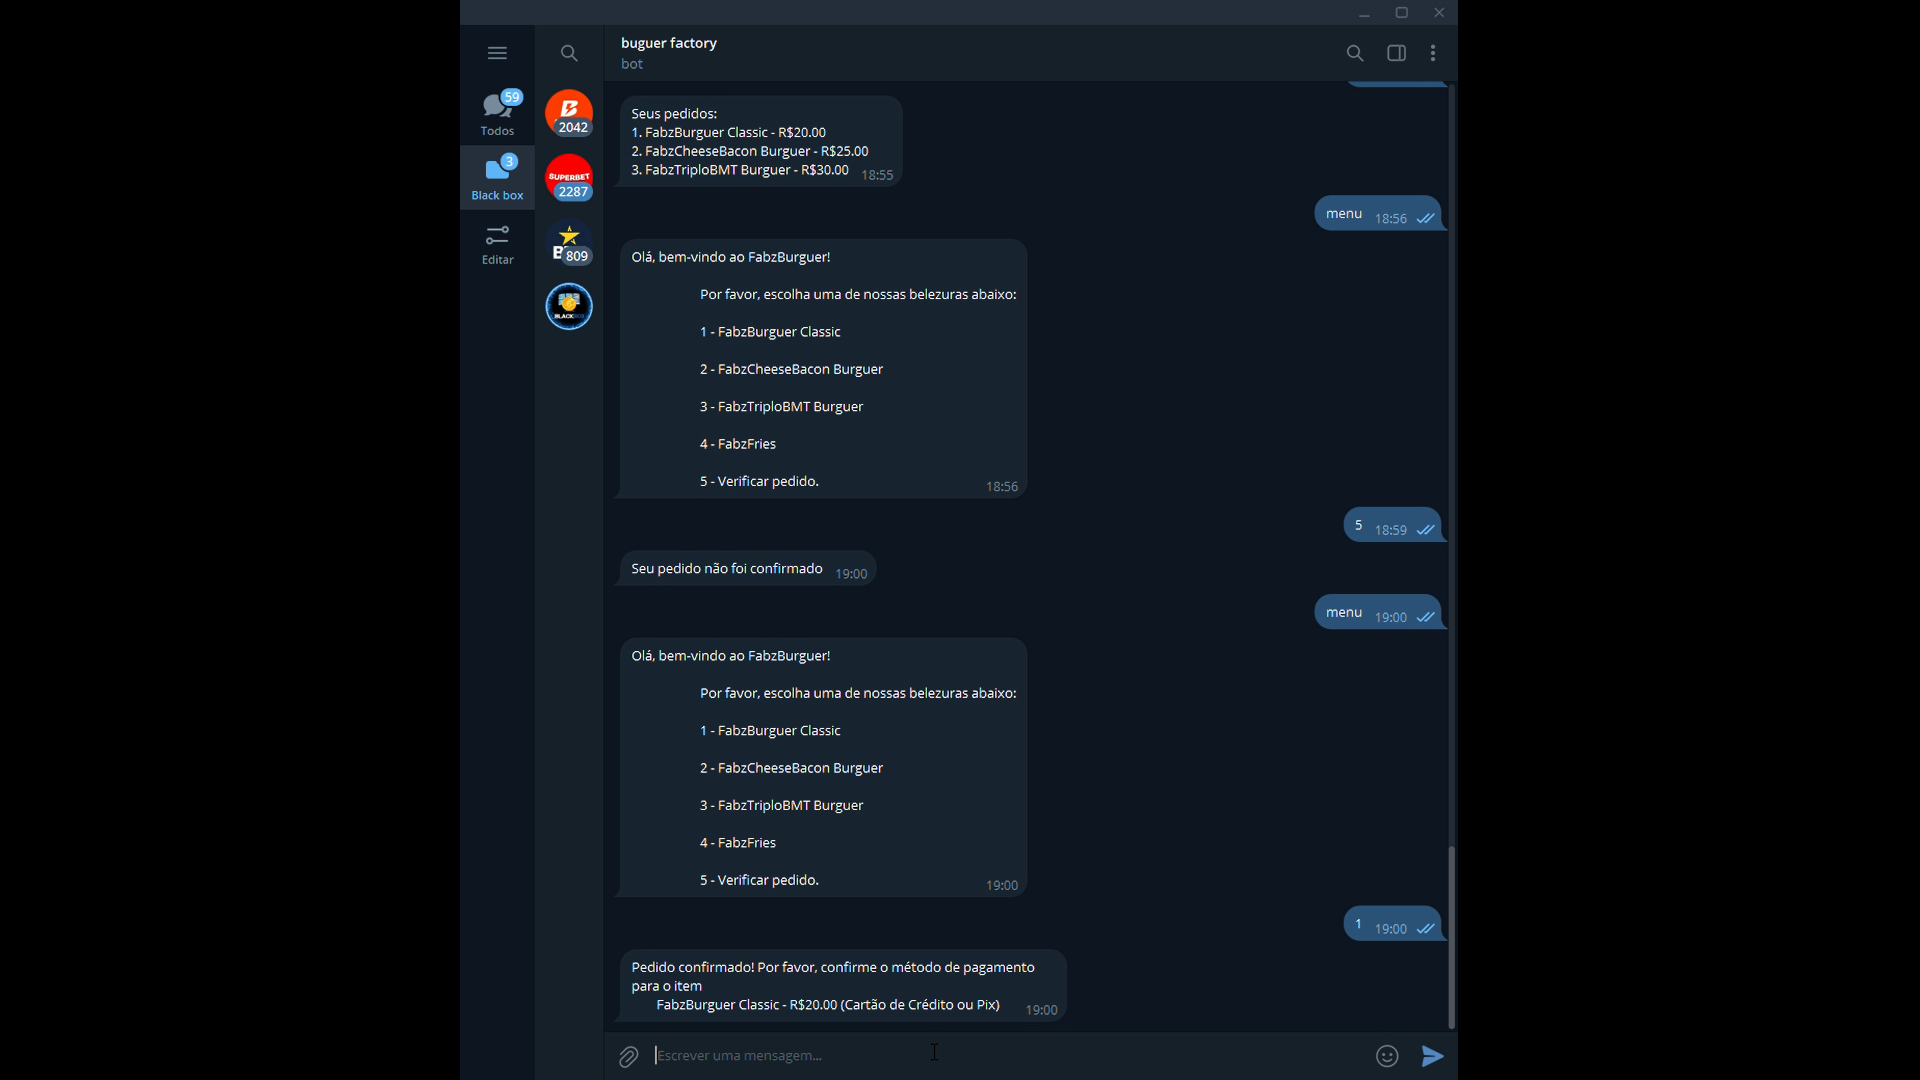 buguer factory
bot
59
Todos
3
Black box
Editar
B
2042
SUPERBET
2287
809
BLACKBOX
Seus pedidos:
1. FabzBurguer Classic - R$20.00
2. FabzCheeseBacon Burguer - R$25.00
3. FabzTriploBMT Burguer - R$30.00 18:55
menu 18:56
Olá, bem-vindo ao FabzBurguer!
Por favor, escolha uma de nossas belezuras abaixo:
1 - FabzBurguer Classic
2 - FabzCheeseBacon Burguer
3 - FabzTriploBMT Burguer
4 - FabzFries
5 - Verificar pedido.
18:56
5 18:59
Seu pedido não foi confirmado 19:00
menu 19:00
Olá, bem-vindo ao FabzBurguer!
Por favor, escolha uma de nossas belezuras abaixo:
1 - FabzBurguer Classic
2 - FabzCheeseBacon Burguer
3 - FabzTriploBMT Burguer
4 - FabzFries
5 - Verificar pedido.
19:00
1 19:00
Pedido confirmado! Por favor, confirme o método de pagamento
para o item
FabzBurguer Classic - R$20.00 (Cartão de Crédito ou Pix) 19:00
Escrever uma mensagem...